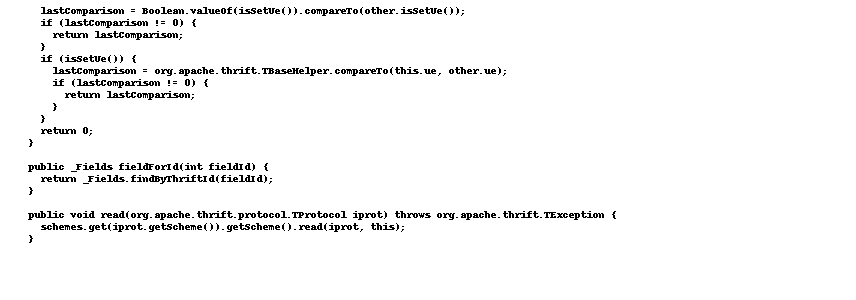 lastComparison = Boolean.valueOf(isSetUe()).compareTo(other.isSetUe());
if (lastComparison != 0) {
return lastComparison;
}
if (isSetUe()) {
lastComparison = org.apache.thrift.TBaseHelper.compareTo(this.ue, other.ue);
if (lastComparison != 0) {
return lastComparison;
}
}
return 0;
}
public _Fields fieldForId(int fieldId) {
return _Fields.findByThriftId(fieldId);
}
public void read(org.apache.thrift.protocol.TProtocol iprot) throws org.apache.thrift.TException {
schemes.get(iprot.getScheme()).getScheme().read(iprot, this);
}